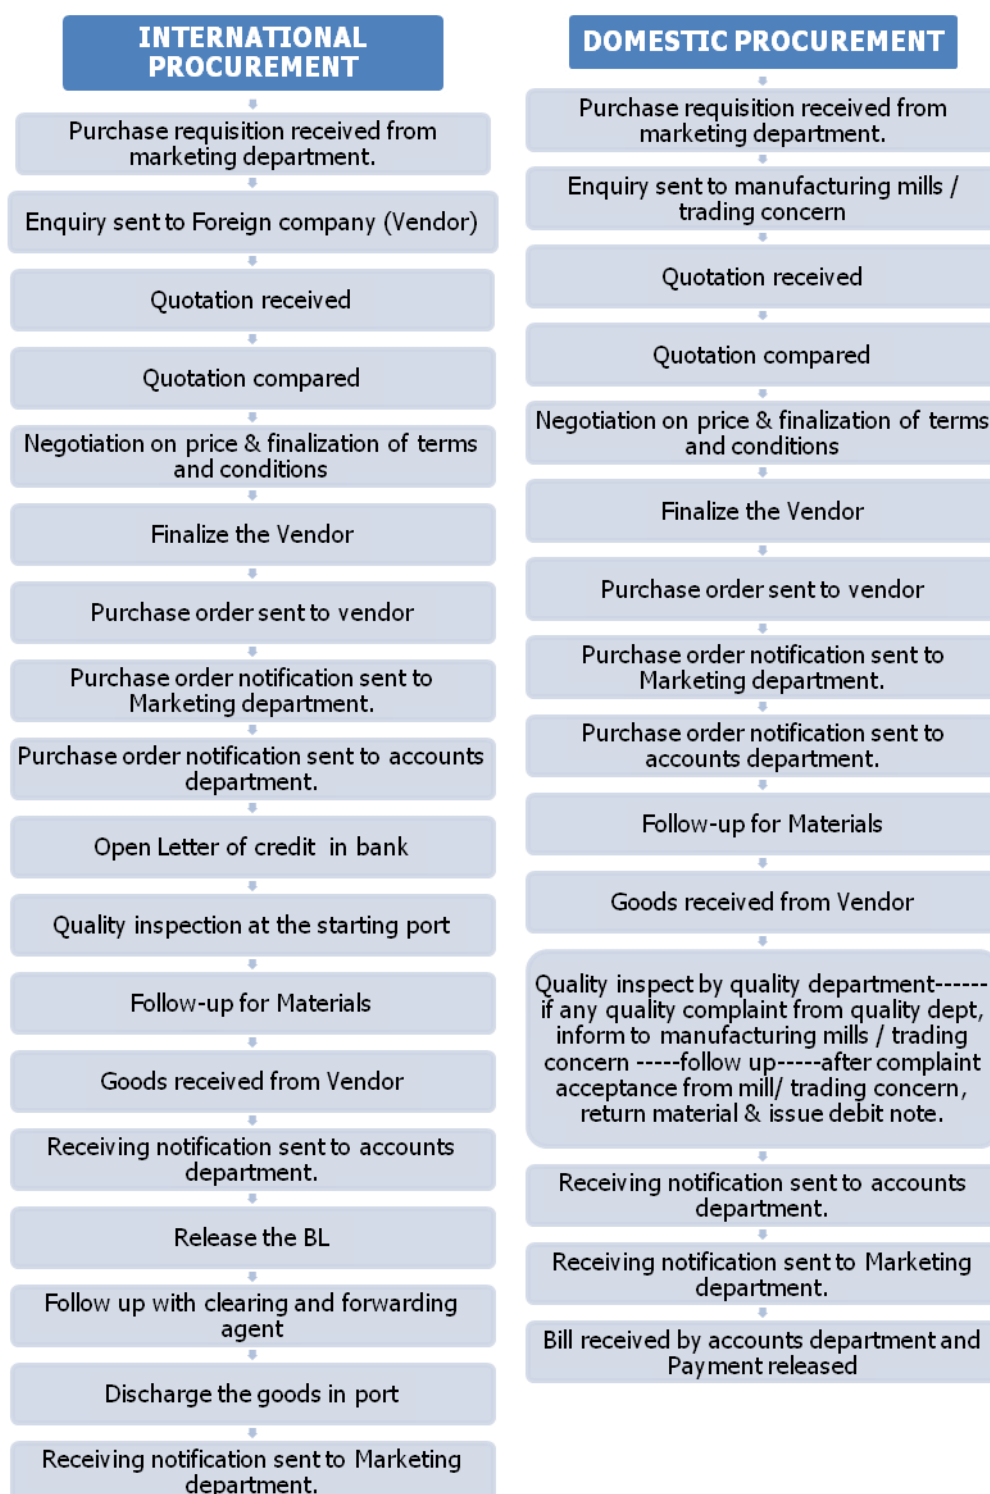 INTERNATIONAL
PROCUREMENT
Purchase requisition received from
marketing department.
Enquiry sent to Foreign company (Vendor)
Quotation received
Quotation compared
Negotiation on price & finalization of terms
and conditions
Finalize the Vendor
Purchase order sent to vendor
Purchase order notification sent to
Marketing department.
Purchase order notification sent to accounts
department.
Open Letter of credit in bank
Quality inspection at the starting port
Follow-up for Materials
Goods received from Vendor
Receiving notification sent to accounts
department.
Release the BL
Follow up with clearing and forwarding
agent
Discharge the goods in port
Receiving notification sent to Marketing
department.
DOMESTIC PROCUREMENT
Purchase requisition received from
marketing department.
Enquiry sent to manufacturing mills /
trading concern
Quotation received
Quotation compared
Negotiation on price & finalization of terms
and conditions
Finalize the Vendor
Purchase order sent to vendor
Purchase order notification sent to
Marketing department.
Purchase order notification sent to
accounts department.
Follow-up for Materials
Goods received from Vendor
Quality inspect by quality department------
if any quality complaint from quality dept,
inform to manufacturing mills / trading
concern -----follow up-----after complaint
acceptance from mill/ trading concern,
return material & issue debit note.
Receiving notification sent to accounts
department.
Receiving notification sent to Marketing
department.
Bill received by accounts department and
Payment released